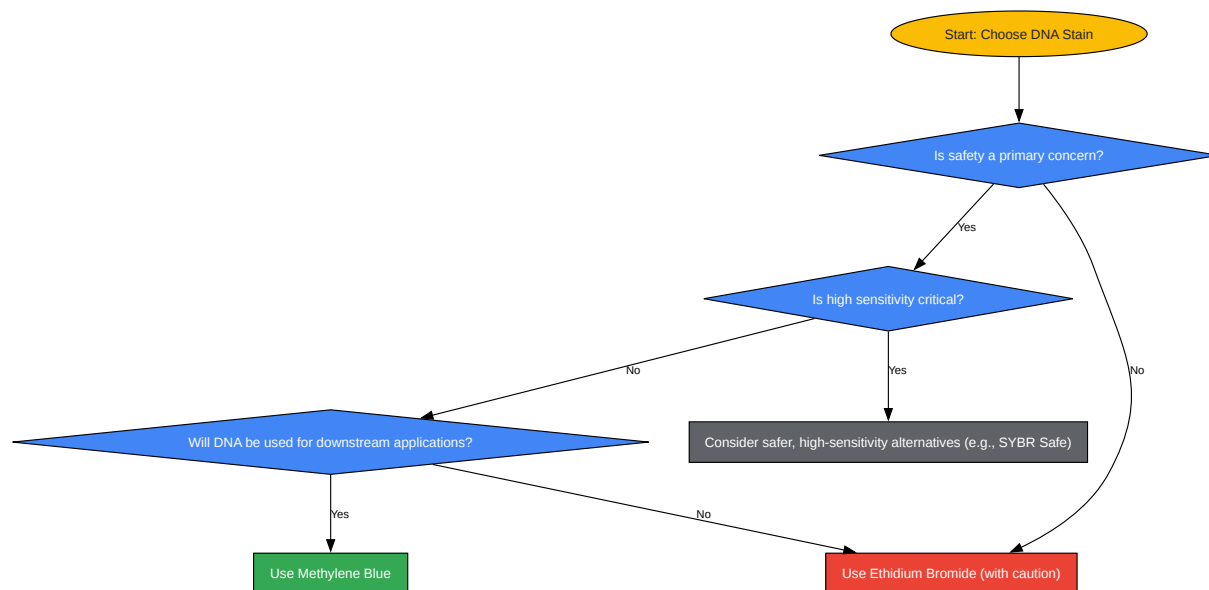 Start: Choose DNA Stain
Is safety a primary concern?
Yes
Is high sensitivity critical?
No
Yes
No
Will DNA be used for downstream applications?
Consider safer, high-sensitivity alternatives (e.g., SYBR Safe)
Yes
No
Use Methylene Blue
Use Ethidium Bromide (with caution)